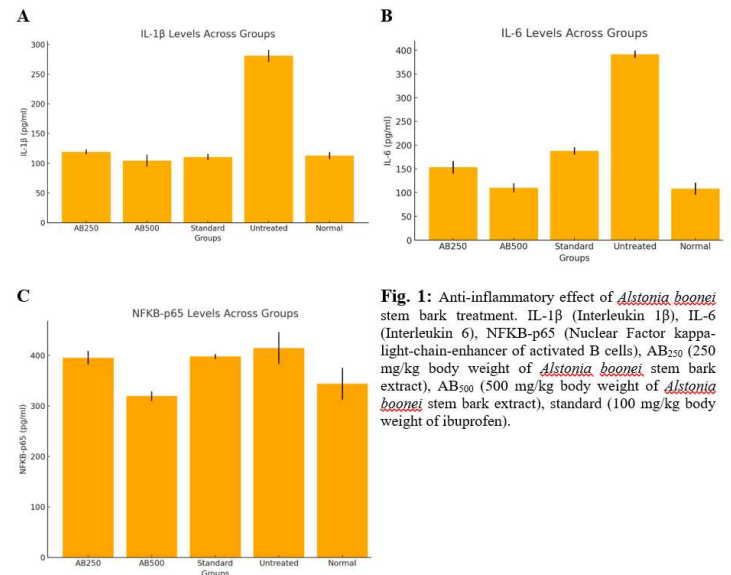 A
IL-1β Levels Across Groups
IL-1β (pg/ml)
300
250
200
150
100
50
0
AB250 AB500 Standard Untreated Normal
Groups
B
IL-6 Levels Across Groups
IL-6 (pg/ml)
400
350
300
250
200
150
100
50
0
AB250 AB500 Standard Untreated Normal
Groups
C
NFKB-p65 Levels Across Groups
NFKB-p65 (pg/ml)
400
300
200
100
0
AB250 AB500 Standard Untreated Normal
Groups
Fig. 1: Anti-inflammatory effect of Alstonia boonei
stem bark treatment. IL-1β (Interleukin 1β), IL-6
(Interleukin 6), NFKB-p65 (Nuclear Factor kappa-
light-chain-enhancer of activated B cells), AB₂₅₀ (250
mg/kg body weight of Alstonia boonei stem bark
extract), AB₅₀₀ (500 mg/kg body weight of Alstonia
boonei stem bark extract), standard (100 mg/kg body
weight of ibuprofen).